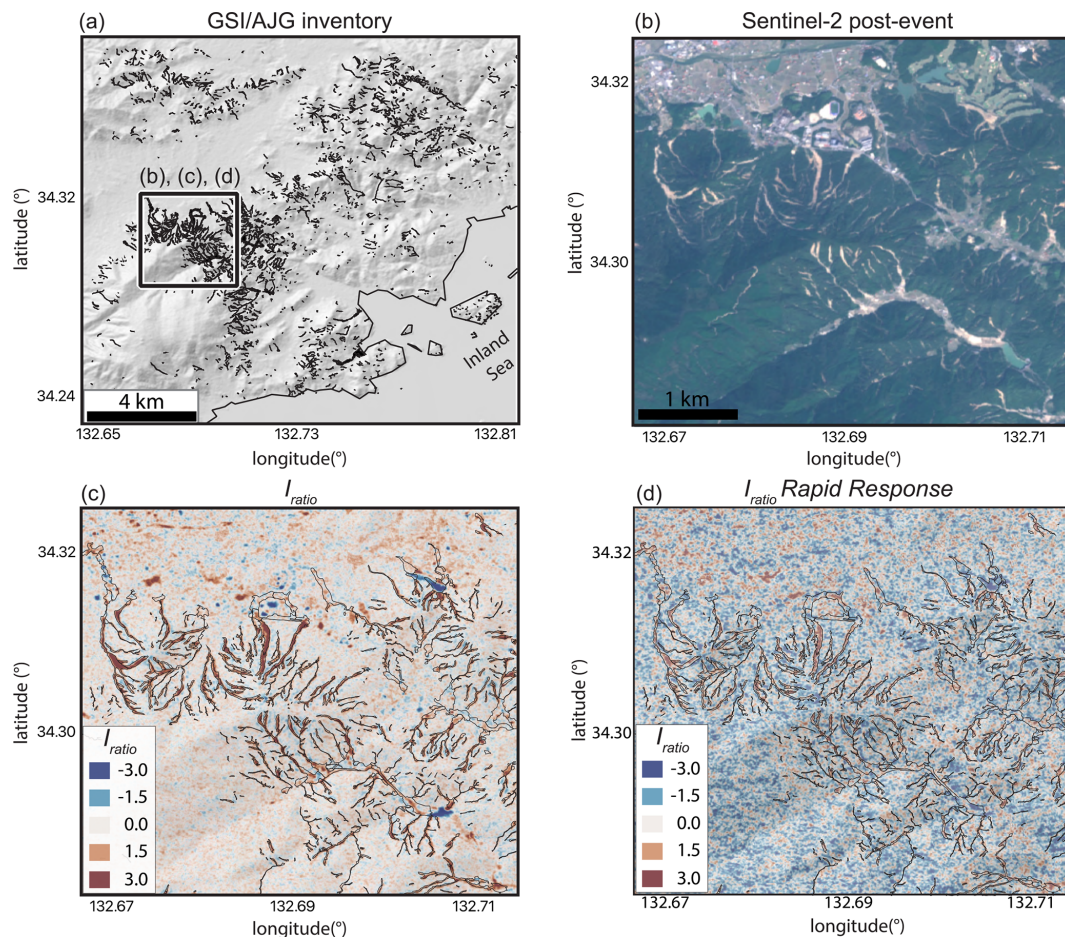 (a) GSI/AJG inventory
(b), (c), (d)
Inland
Sea
4 km
34.32
34.24
latitude (°)
132.65 132.73 132.81
longitude(°)
(b) Sentinel-2 post-event
34.32
34.30
latitude (°)
1 km
132.67 132.69 132.71
longitude(°)
(c) Iratio
34.32
34.30
latitude (°)
Iratio
-3.0
-1.5
0.0
1.5
3.0
132.67 132.69 132.71
longitude(°)
(d) Iratio Rapid Response
34.32
34.30
latitude (°)
Iratio
-3.0
-1.5
0.0
1.5
3.0
132.67 132.69 132.71
longitude(°)